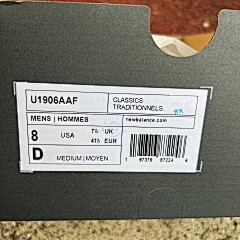 U1906AAF
CLASSICS
TRADITIONNELS
MENS | HOMMES
newbalance.com
8 USA 7½ UK
41½ EUR
D MEDIUM | MOYEN